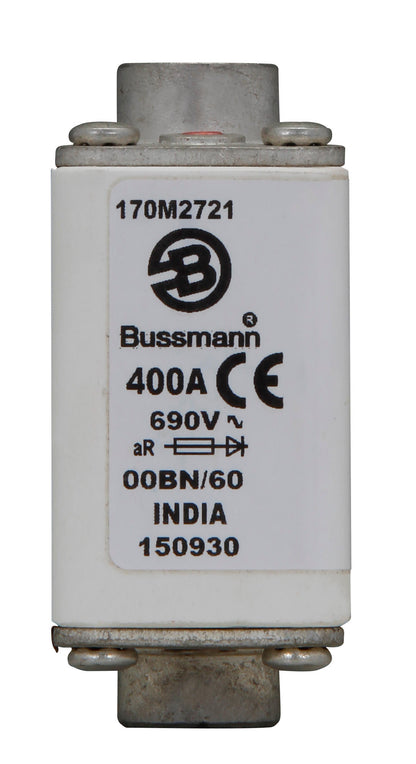 170M2721
B
Bussmann®
400A CE
690V ~
aR
00BN/60
INDIA
150930